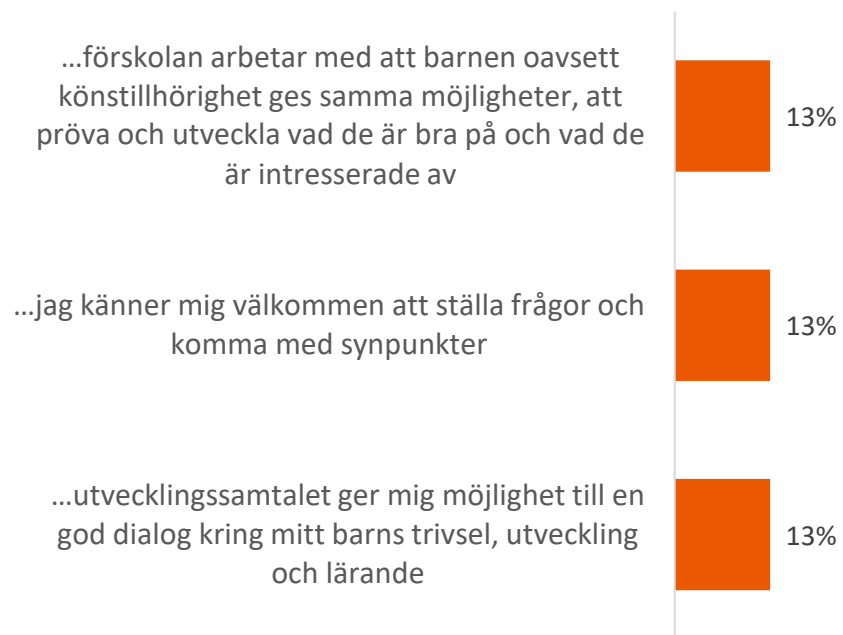 ...förskolan arbetar med att barnen oavsett
könstillhörighet ges samma möjligheter, att
pröva och utveckla vad de är bra på och vad de
är intresserade av
13%
...jag känner mig välkommen att ställa frågor och
komma med synpunkter
13%
...utvecklingssamtalet ger mig möjlighet till en
god dialog kring mitt barns trivsel, utveckling
och lärande
13%